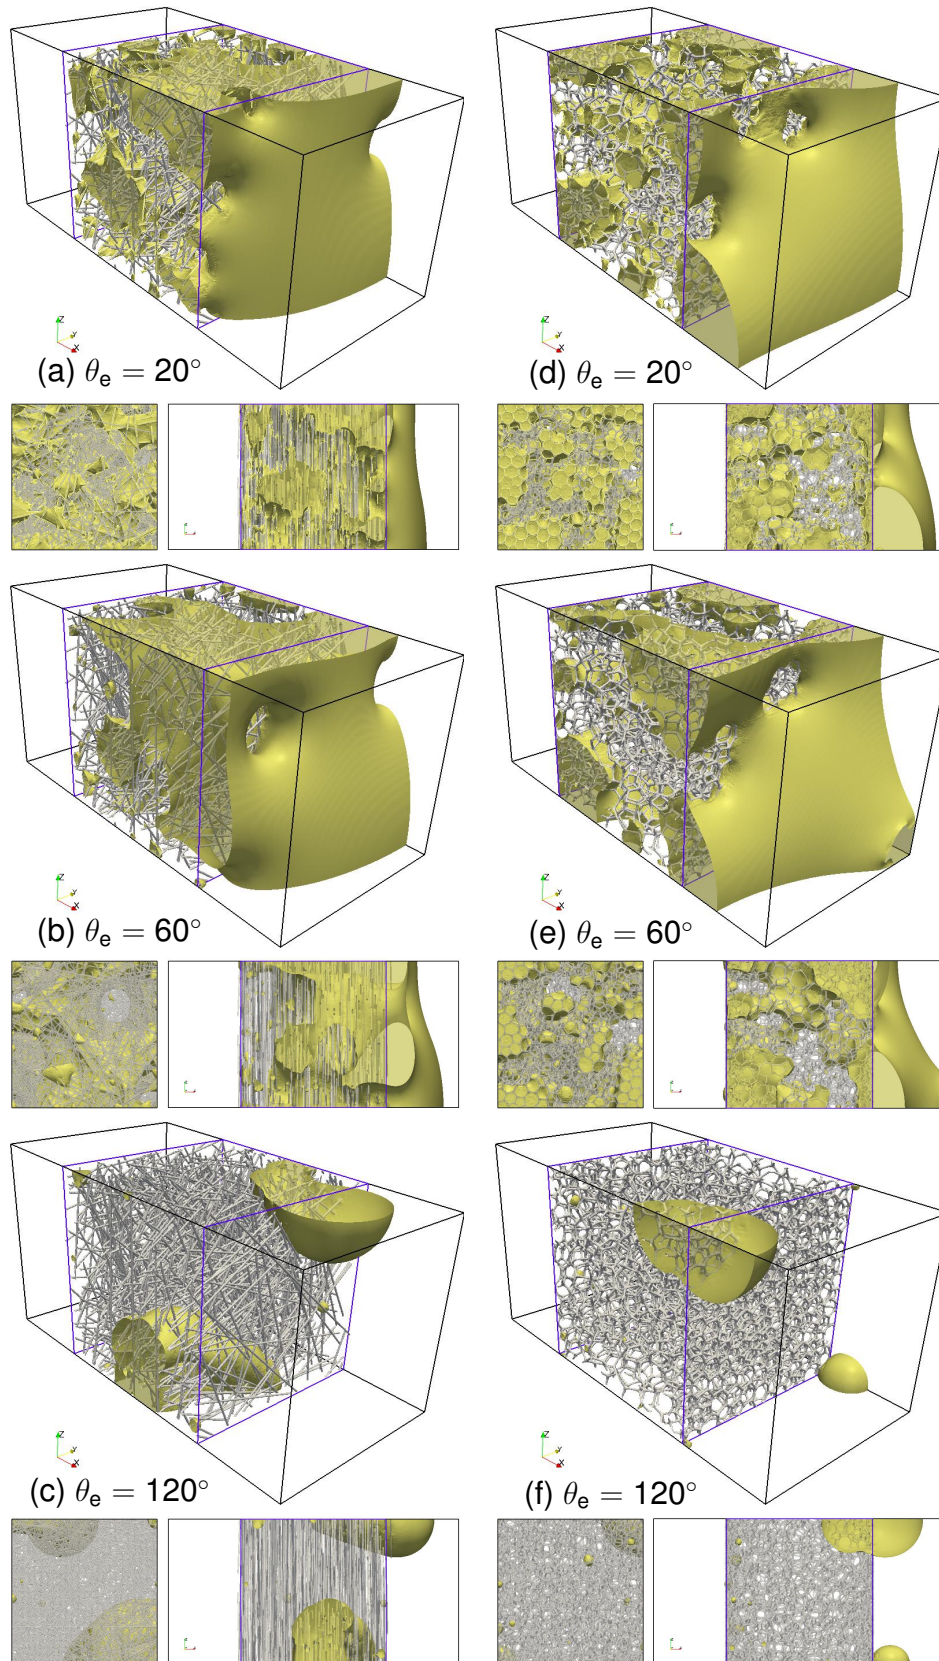 Z
Y
X
(a) θe = 20°
Z
Y
X
(d) θe = 20°
Z
Y
X
(b) θe = 60°
Z
Y
X
(e) θe = 60°
Z
Y
X
(c) θe = 120°
Z
Y
X
(f) θe = 120°